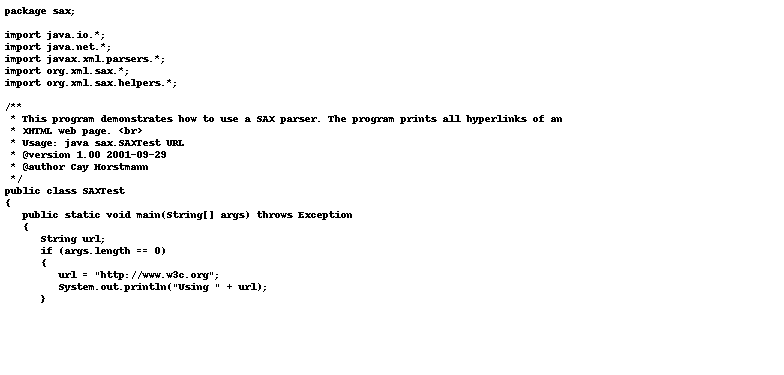 package sax;

import java.io.*;
import java.net.*;
import javax.xml.parsers.*;
import org.xml.sax.*;
import org.xml.sax.helpers.*;

/**
 * This program demonstrates how to use a SAX parser. The program prints all hyperlinks of an
 * XHTML web page. <br>
 * Usage: java sax.SAXTest URL
 * @version 1.00 2001-09-29
 * @author Cay Horstmann
 */
public class SAXTest
{
   public static void main(String[] args) throws Exception
   {
      String url;
      if (args.length == 0)
      {
         url = "http://www.w3c.org";
         System.out.println("Using " + url);
      }